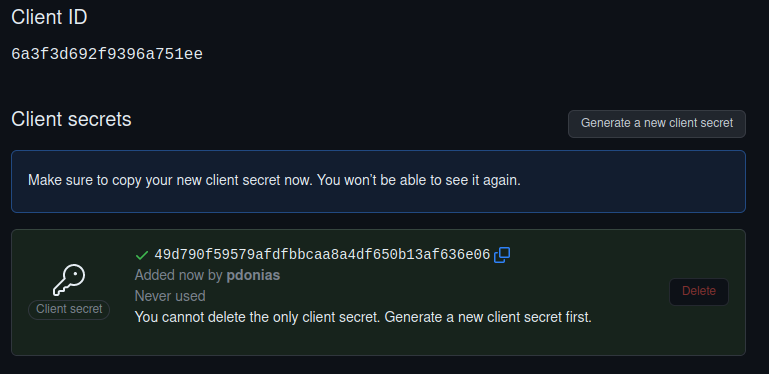 Client ID
6a3f3d692f9396a751ee
Client secrets
Generate a new client secret
Make sure to copy your new client secret now. You won't be able to see it again.
49d790f59579afdfbbcaa8a4df650b13af636e06
Added now by pdonias
Never used
Client secret
Delete
You cannot delete the only client secret. Generate a new client secret first.